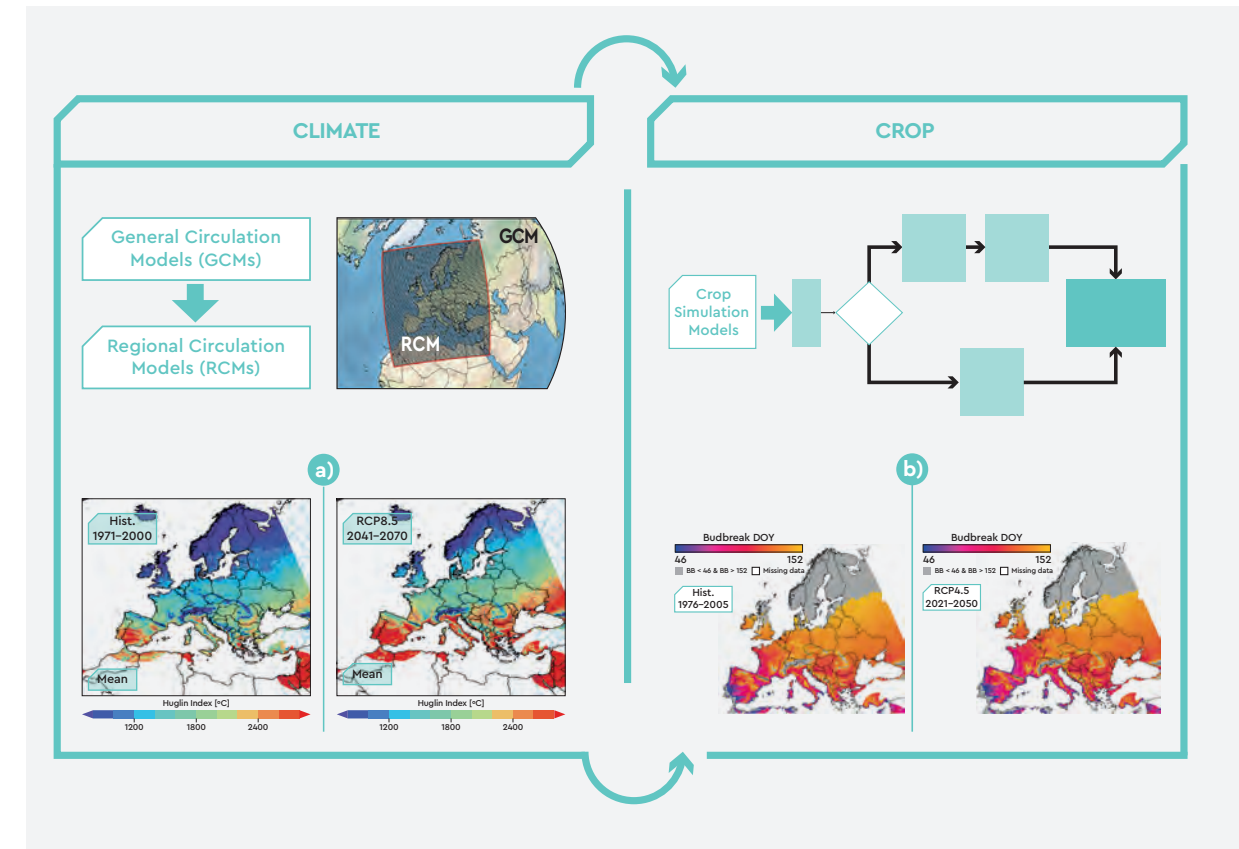 CLIMATE
CROP
General Circulation
Models (GCMs)
Regional Circulation
Models (RCMs)
GCM
RCM
Crop
Simulation
Models
a)
Hist.
1971–2000
Mean
Huglin Index [ºC]
1200 1800 2400
RCP8.5
2041–2070
Mean
Huglin Index [ºC]
1200 1800 2400
b)
Budbreak DOY
46 152
BB < 46 & BB > 152 Missing data
Hist.
1976–2005
Budbreak DOY
46 152
BB < 46 & BB > 152 Missing data
RCP4.5
2021–2050